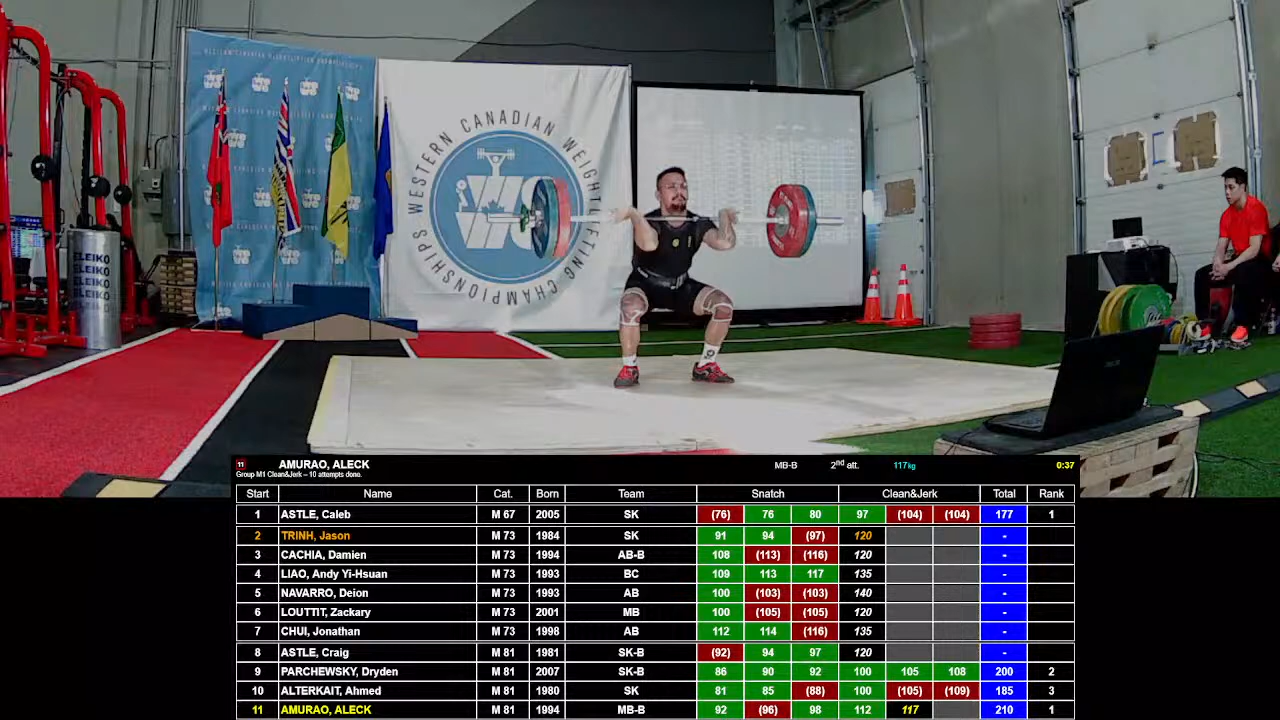 WESTERN CANADIAN WEIGHTLIFTING CHAMPIONSHIPS
ELEIKO
ELEIKO
ELEIKO
ELEIKO
11 AMURAO, ALECK MB-B 2nd att. 117kg 0:37
Group M1 Clean&Jerk – 10 attempts done.
Start Name Cat. Born Team Snatch Clean&Jerk Total Rank
1 ASTLE, Caleb M 67 2005 SK (76) 76 80 97 (104) (104) 177 1
2 TRINH, Jason M 73 1984 SK 91 94 (97) 120 -
3 CACHIA, Damien M 73 1994 AB-B 108 (113) (116) 120 -
4 LIAO, Andy Yi-Hsuan M 73 1993 BC 109 113 117 135 -
5 NAVARRO, Deion M 73 1993 AB 100 (103) (103) 140 -
6 LOUTTIT, Zackary M 73 2001 MB 100 (105) (105) 120 -
7 CHUI, Jonathan M 73 1998 AB 112 114 (116) 135 -
8 ASTLE, Craig M 81 1981 SK-B (92) 94 97 120 -
9 PARCHEWSKY, Dryden M 81 2007 SK-B 86 90 92 100 105 108 200 2
10 ALTERKAIT, Ahmed M 81 1980 SK 81 85 (88) 100 (105) (109) 185 3
11 AMURAO, ALECK M 81 1994 MB-B 92 (96) 98 112 117 210 1